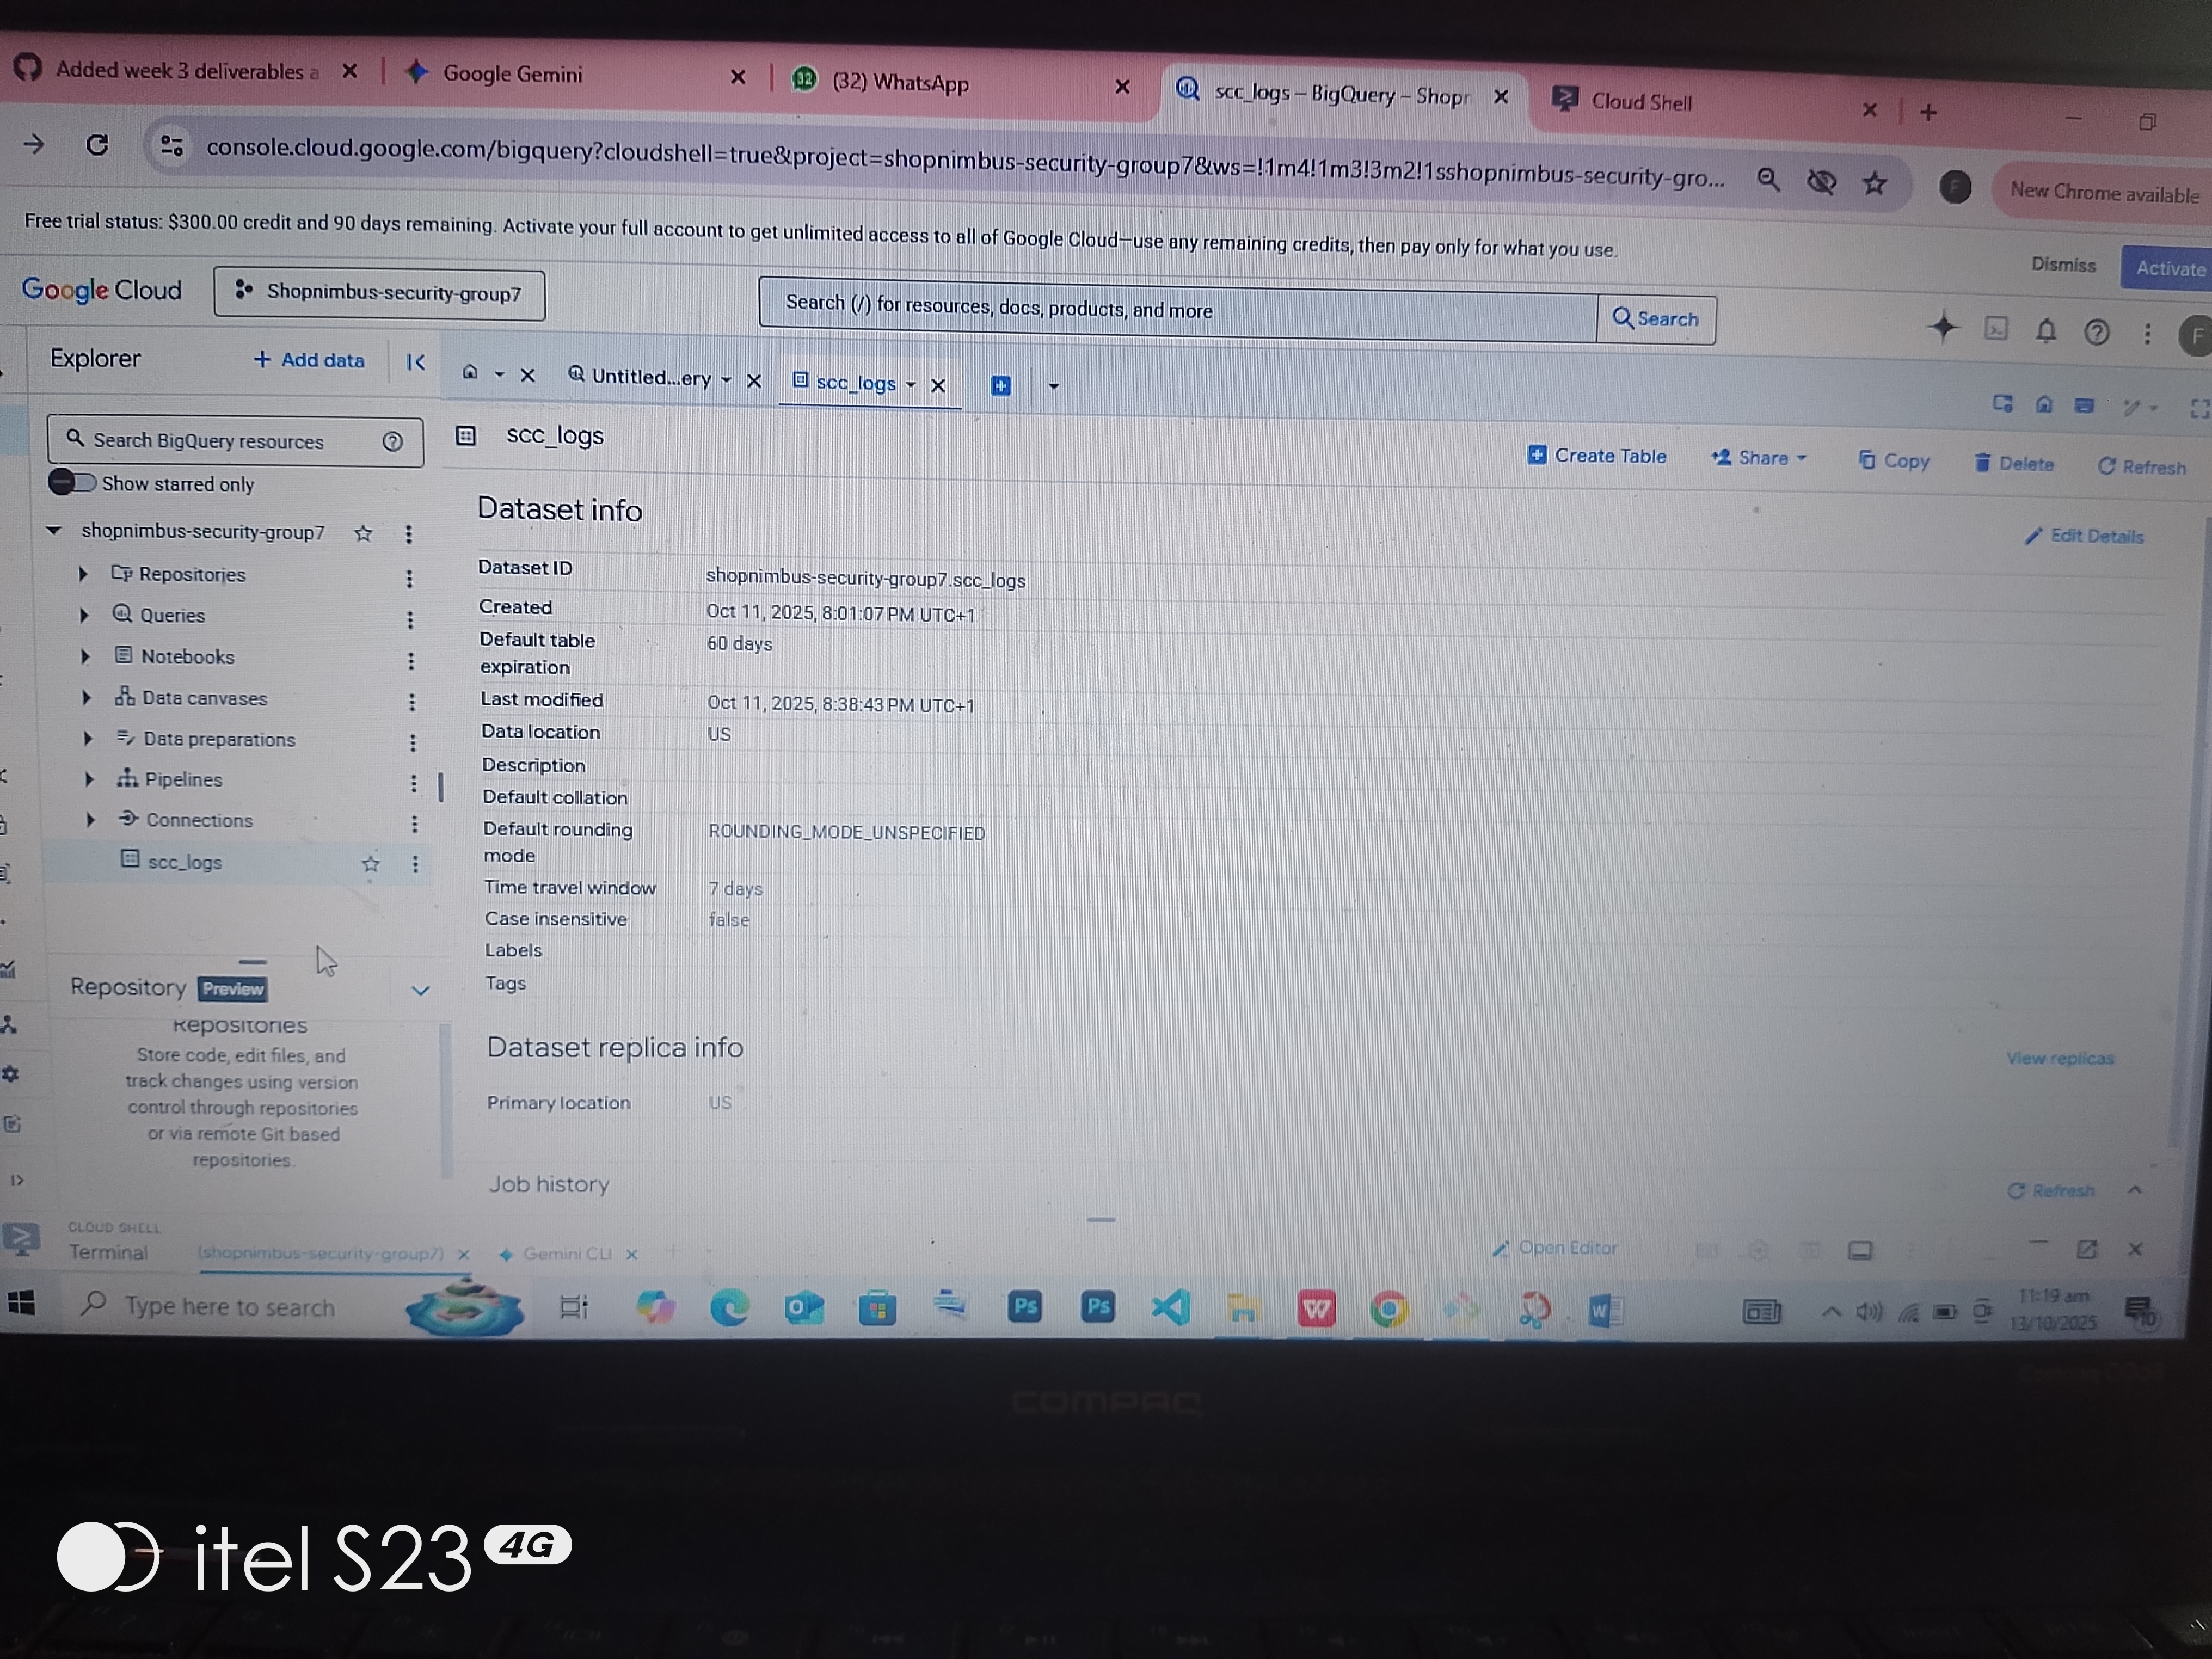 Added week 3 deliverables a
Google Gemini
(32) WhatsApp
scc_logs – BigQuery – Shopr
Cloud Shell
console.cloud.google.com/bigquery?cloudshell=true&project=shopnimbus-security-group7&ws=!1m4!1m3!3m2!1sshopnimbus-security-gro...
New Chrome available
Free trial status: $300.00 credit and 90 days remaining. Activate your full account to get unlimited access to all of Google Cloud—use any remaining credits, then pay only for what you use.
Dismiss
Activate
Google Cloud
Shopnimbus-security-group7
Search (/) for resources, docs, products, and more
Search
F
Explorer
+ Add data
Untitled...ery
scc_logs
Search BigQuery resources
Show starred only
shopnimbus-security-group7
Repositories
Queries
Notebooks
Data canvases
Data preparations
Pipelines
Connections
scc_logs
Repository Preview
Repositories
Store code, edit files, and
track changes using version
control through repositories
or via remote Git based
repositories.
scc_logs
Create Table
Share
Copy
Delete
Refresh
Dataset info
Edit Details
Dataset ID shopnimbus-security-group7.scc_logs
Created Oct 11, 2025, 8:01:07 PM UTC+1
Default table expiration 60 days
Last modified Oct 11, 2025, 8:38:43 PM UTC+1
Data location US
Description
Default collation
Default rounding mode ROUNDING_MODE_UNSPECIFIED
Time travel window 7 days
Case insensitive false
Labels
Tags
Dataset replica info
View replicas
Primary location US
Job history
Refresh
CLOUD SHELL
Terminal
(shopnimbus-security-group7)
Gemini CLI
Open Editor
Type here to search
Ps
Ps
11:19 am
13/10/2025
COMPAQ
itel S23 4G